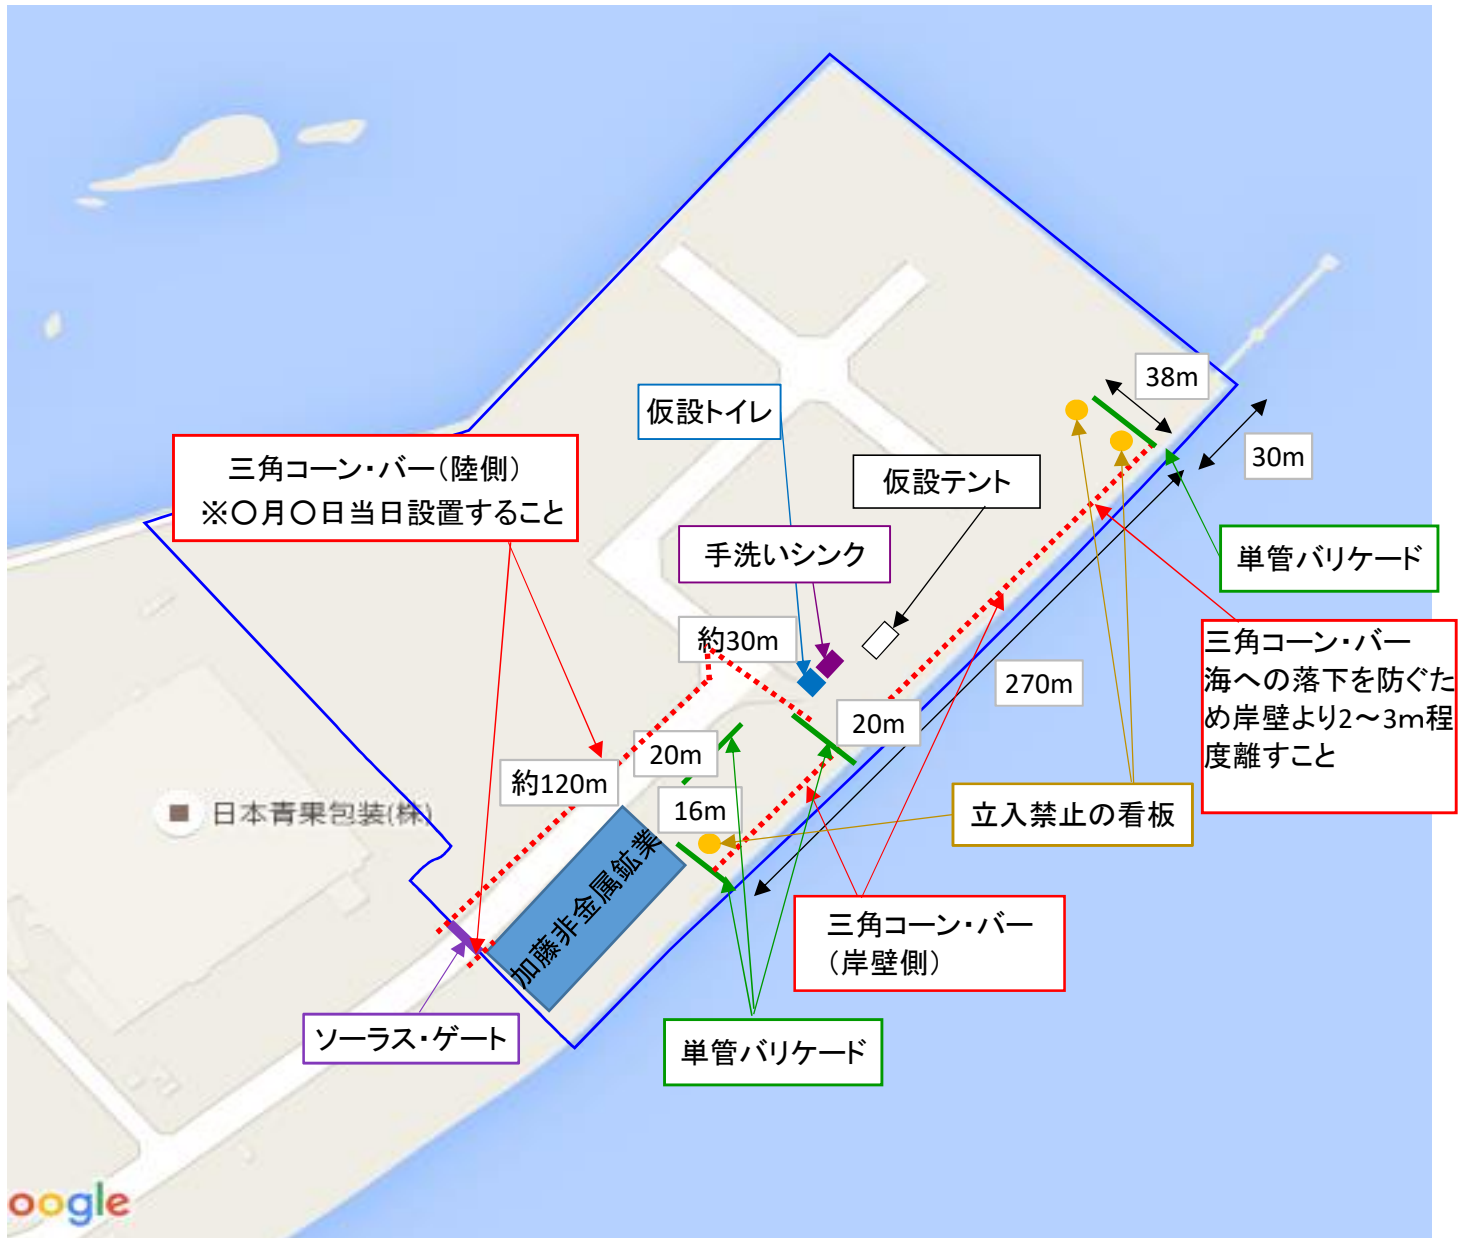 38m
仮設トイレ
30m
三角コーン・バー（陸側）
※〇月〇日当日設置すること
仮設テント
手洗いシンク
単管バリケード
約30m
三角コーン・バー
海への落下を防ぐた
め岸壁より2～3m程
度離すこと
270m
20m
20m
約120m
16m
日本青果包装(株)
立入禁止の看板
加藤非金属鉱業
三角コーン・バー
（岸壁側）
ソーラス・ゲート
単管バリケード
oogle